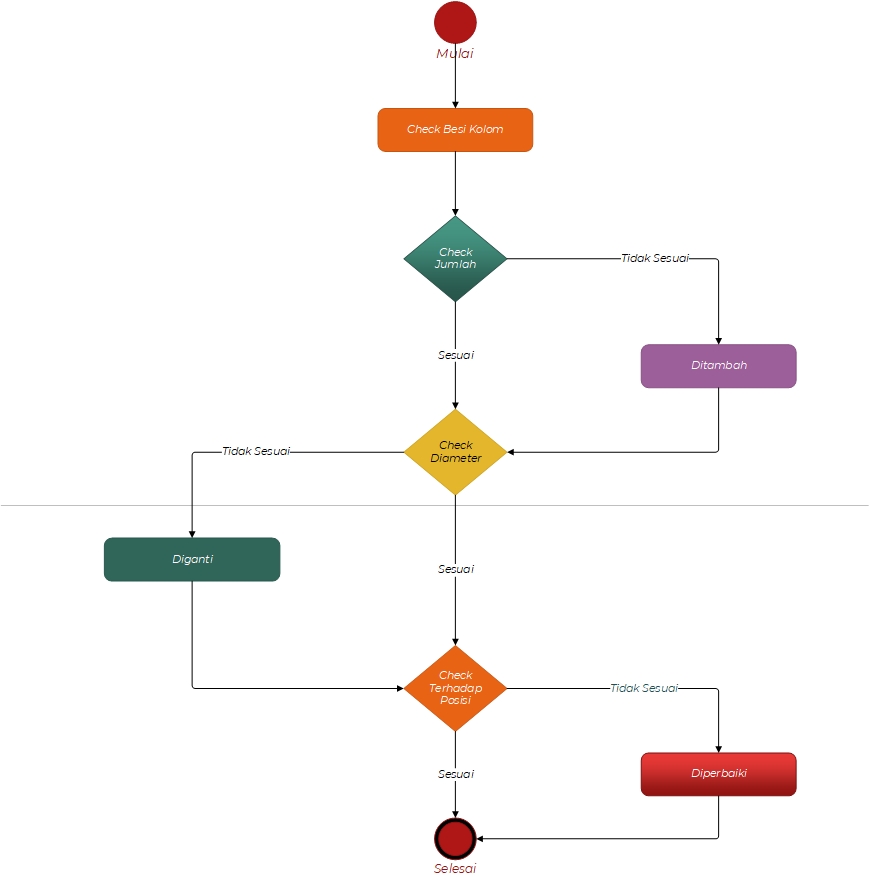 Mulai
Check Besi Kolom
Check
Jumlah
Tidak Sesuai
Sesuai
Ditambah
Check
Diameter
Tidak Sesuai
Diganti
Sesuai
Check
Terhadap
Posisi
Tidak Sesuai
Sesuai
Diperbaiki
Selesai